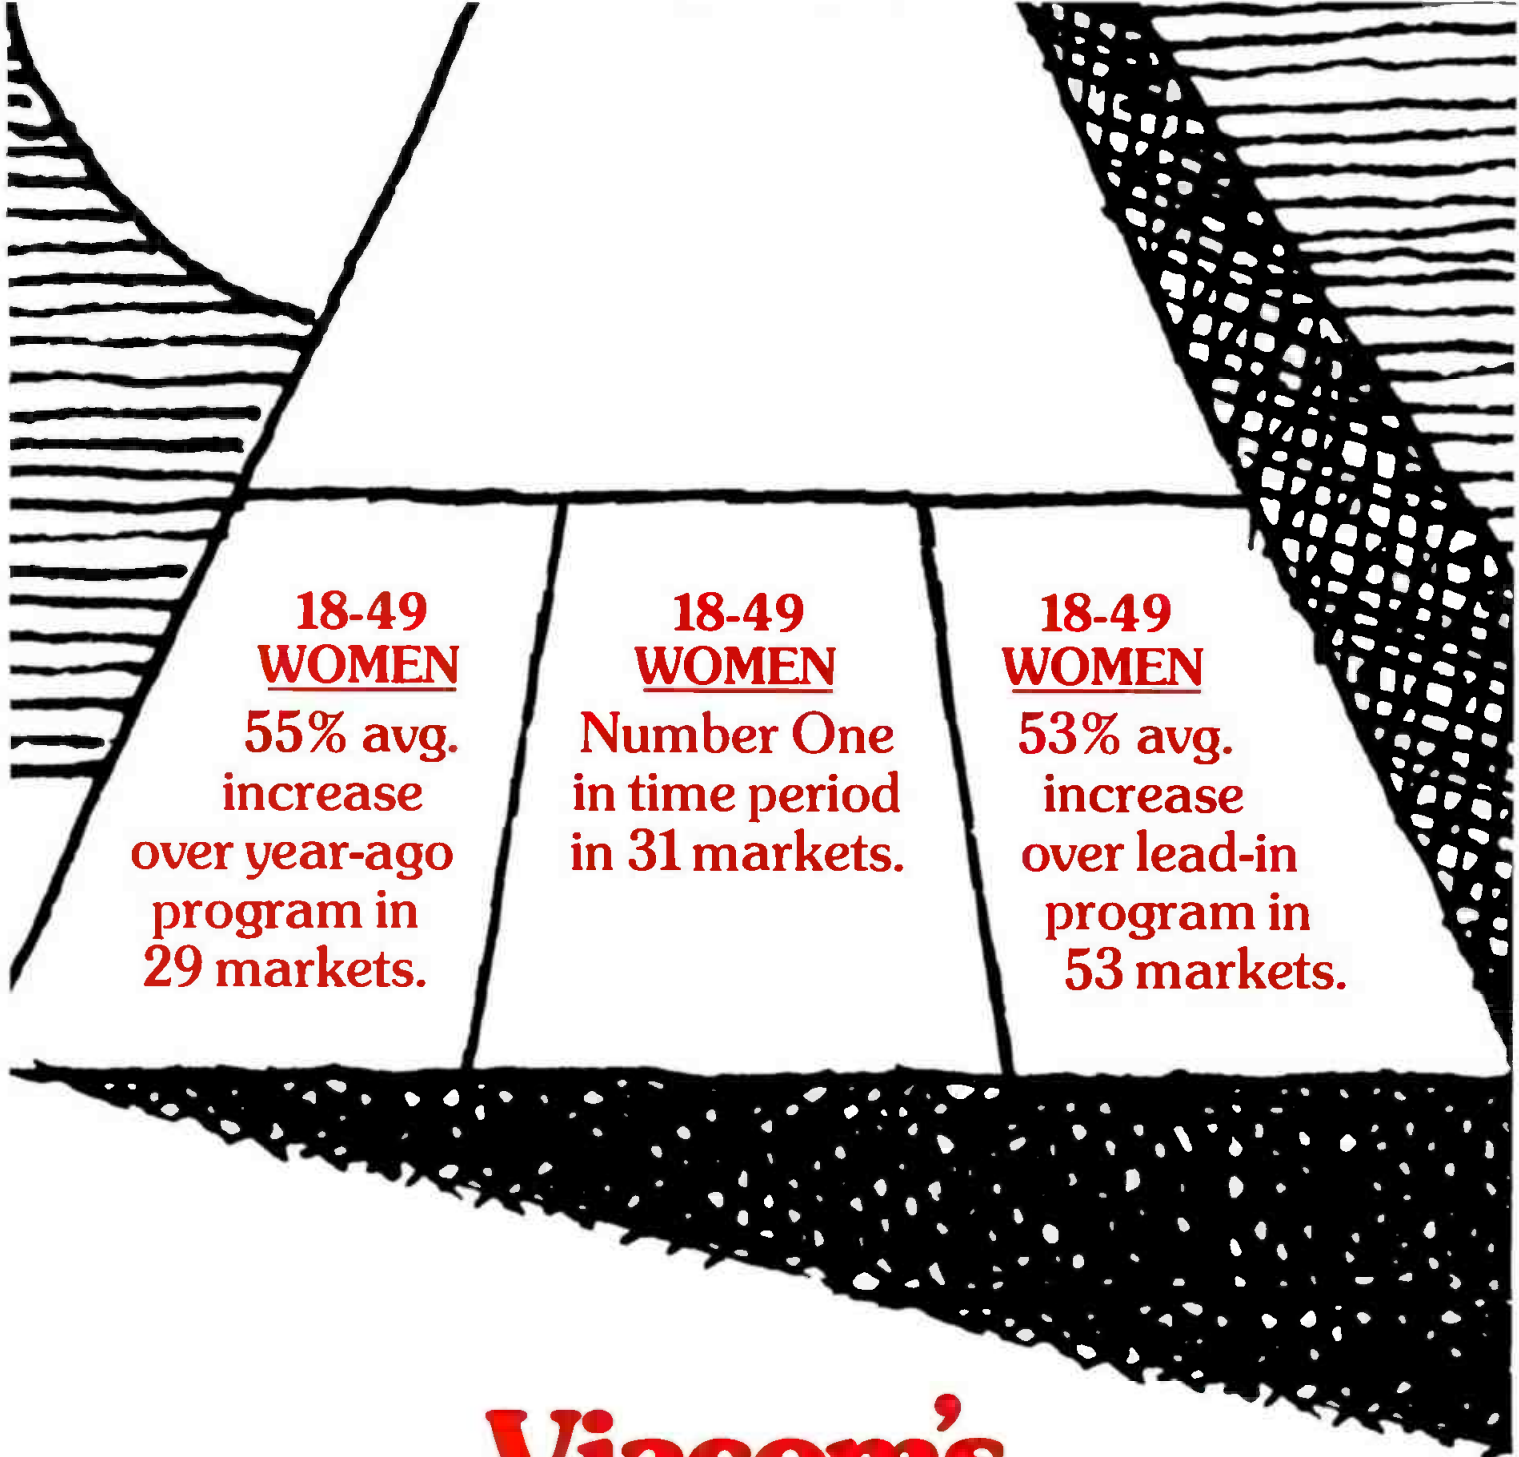 18-49
WOMEN
55% avg.
increase
over year-ago
program in
29 markets.
18-49
WOMEN
Number One
in time period
in 31 markets.
18-49
WOMEN
53% avg.
increase
over lead-in
program in
53 markets.
Viacom's